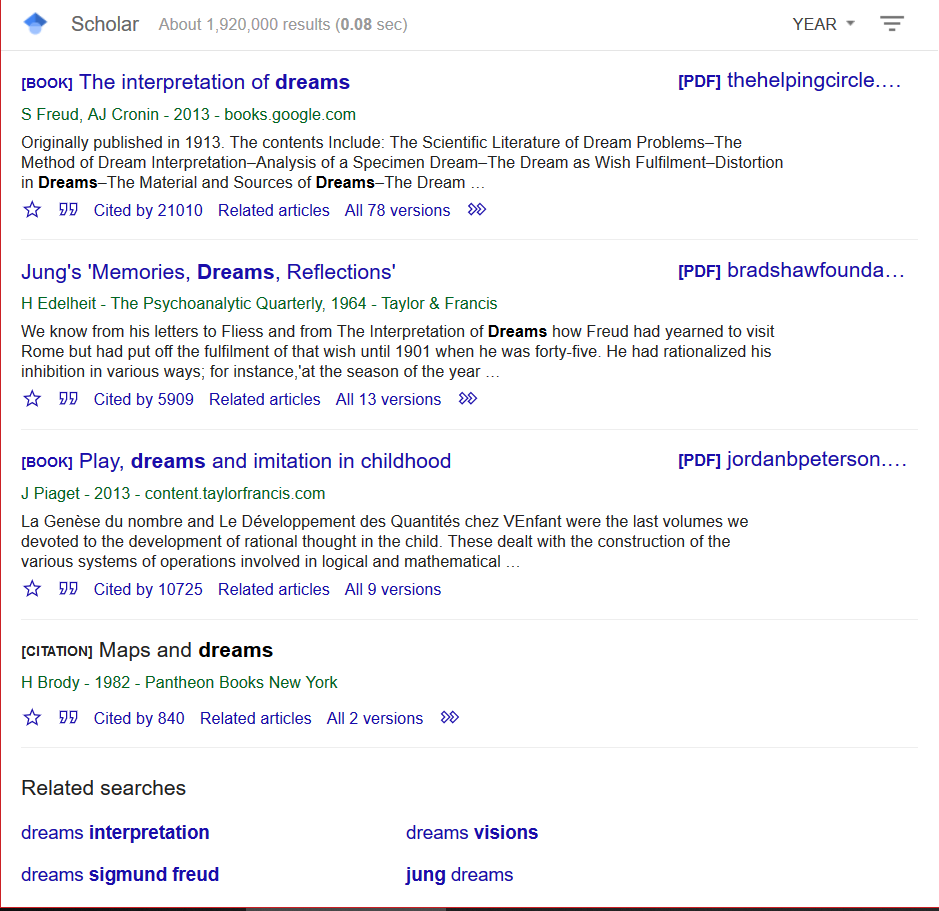 Scholar About 1,920,000 results (0.08 sec) YEAR
[BOOK] The interpretation of dreams [PDF] thehelpingcircle.…
S Freud, AJ Cronin - 2013 - books.google.com
Originally published in 1913. The contents Include: The Scientific Literature of Dream Problems–The
Method of Dream Interpretation–Analysis of a Specimen Dream–The Dream as Wish Fulfilment–Distortion
in Dreams–The Material and Sources of Dreams–The Dream …
Cited by 21010 Related articles All 78 versions
Jung's 'Memories, Dreams, Reflections' [PDF] bradshawfounda…
H Edelheit - The Psychoanalytic Quarterly, 1964 - Taylor & Francis
We know from his letters to Fliess and from The Interpretation of Dreams how Freud had yearned to visit
Rome but had put off the fulfilment of that wish until 1901 when he was forty-five. He had rationalized his
inhibition in various ways; for instance,'at the season of the year …
Cited by 5909 Related articles All 13 versions
[BOOK] Play, dreams and imitation in childhood [PDF] jordanbpeterson.…
J Piaget - 2013 - content.taylorfrancis.com
La Genèse du nombre and Le Développement des Quantités chez VEnfant were the last volumes we
devoted to the development of rational thought in the child. These dealt with the construction of the
various systems of operations involved in logical and mathematical …
Cited by 10725 Related articles All 9 versions
[CITATION] Maps and dreams
H Brody - 1982 - Pantheon Books New York
Cited by 840 Related articles All 2 versions
Related searches
dreams interpretation dreams visions
dreams sigmund freud jung dreams